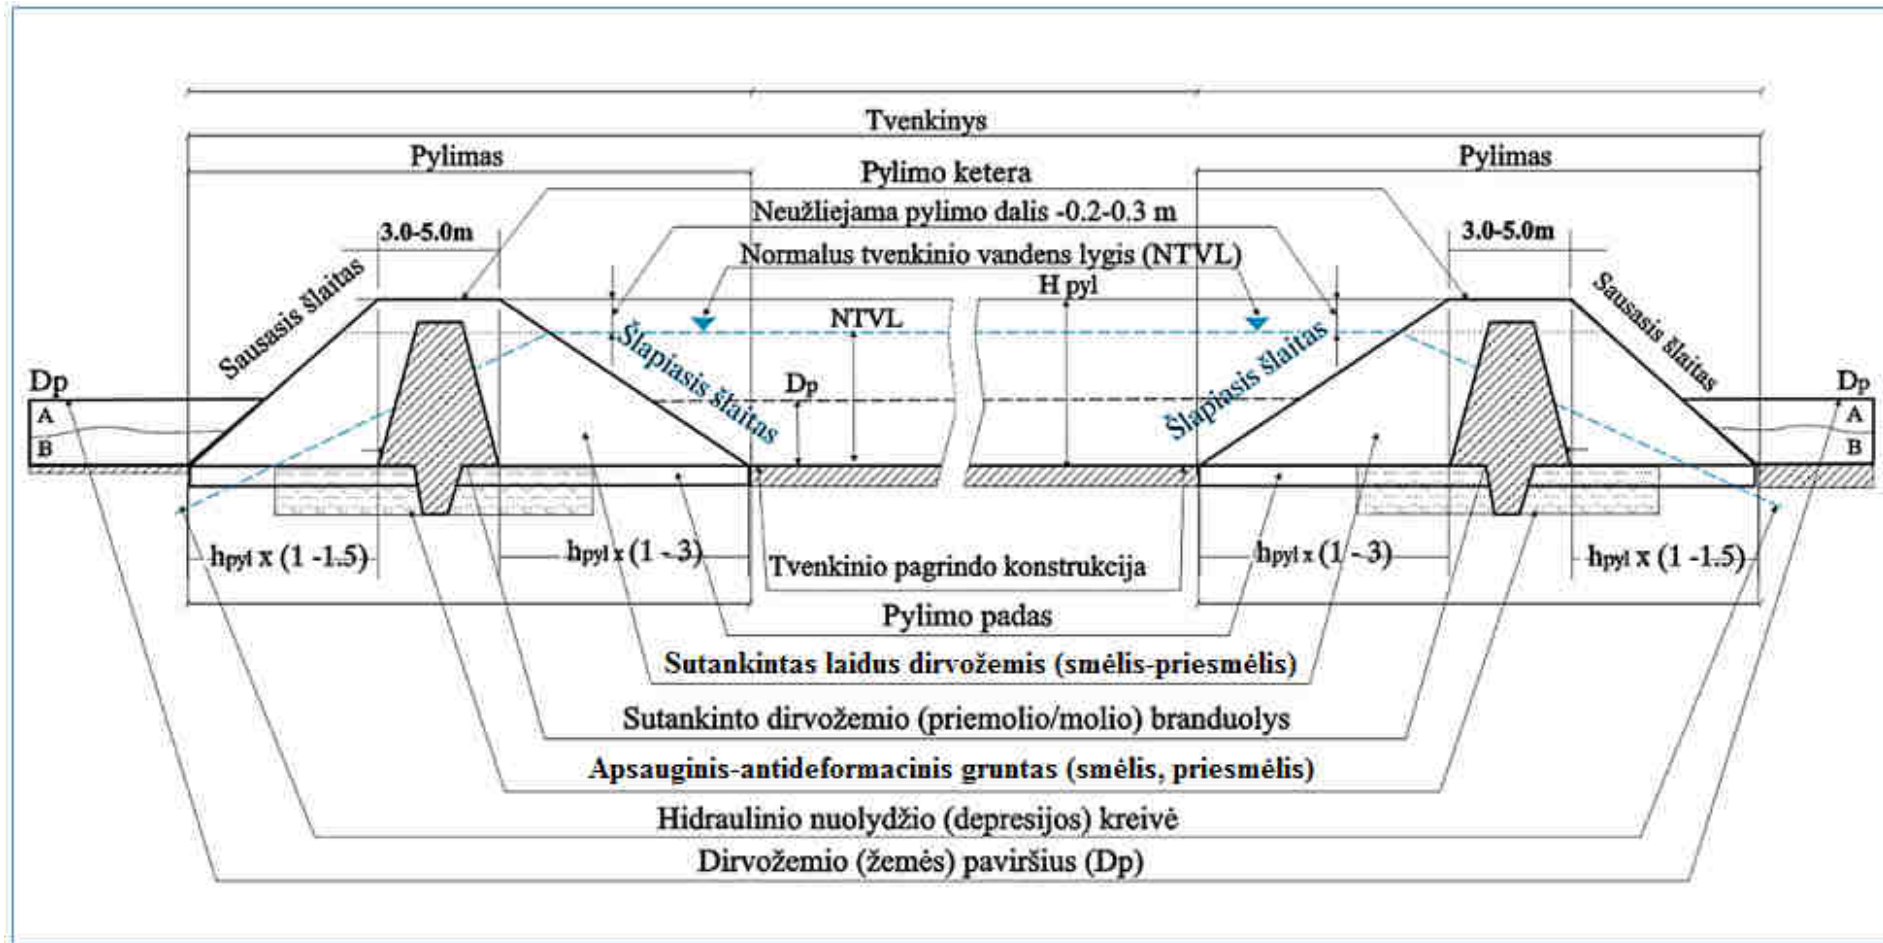 Tvenkinys
Pylimas
Pylimas
Pylimo ketera
Neužliejama pylimo dalis -0.2-0.3 m
3.0-5.0m
3.0-5.0m
Normalus tvenkinio vandens lygis (NTVL)
H pyl
Sausasis šlaitas
Sausasis šlaitas
NTVL
Šlapiasis šlaitas
Šlapiasis šlaitas
Dp
Dp
Dp
A
A
B
B
hpyl x (1 -1.5)
hpyl x (1 - 3)
hpyl x (1 - 3)
hpyl x (1 -1.5)
Tvenkinio pagrindo konstrukcija
Pylimo padas
Sutankintas laidus dirvožemis (smėlis-priesmėlis)
Sutankinto dirvožemio (priemolio/molio) branduolys
Apsauginis-antideformacinis gruntas (smėlis, priesmėlis)
Hidraulinio nuolydžio (depresijos) kreivė
Dirvožemio (žemės) paviršius (Dp)